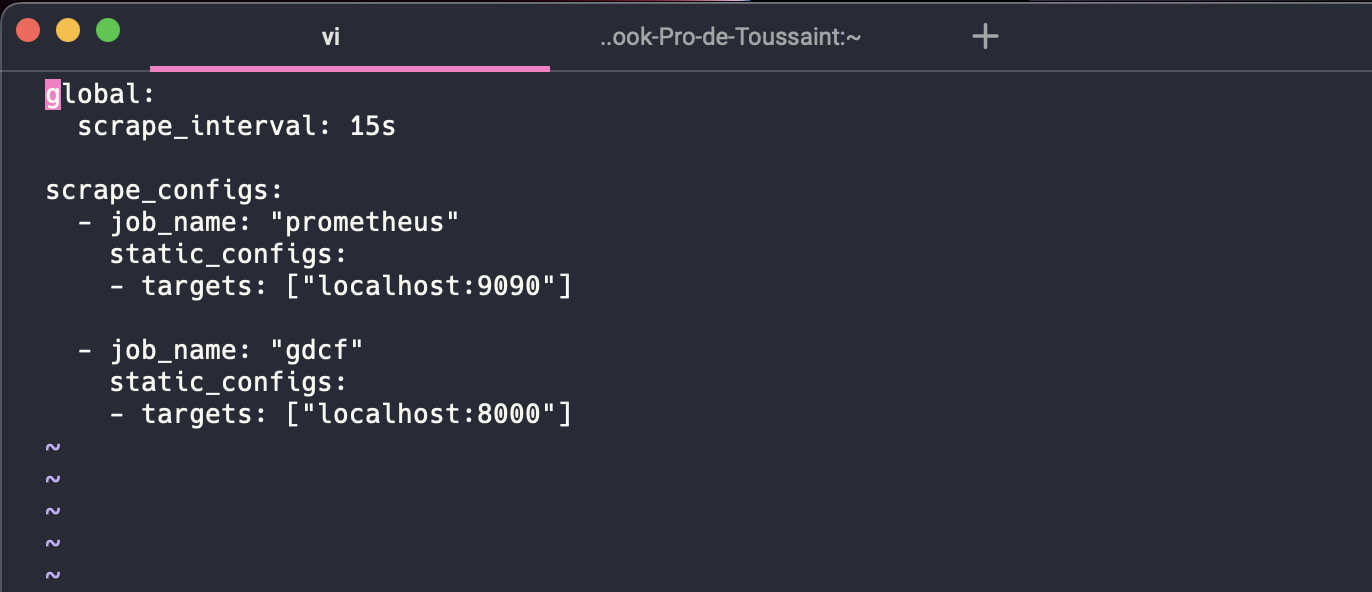 vi
..ook-Pro-de-Toussaint:~
global:
  scrape_interval: 15s

scrape_configs:
  - job_name: "prometheus"
    static_configs:
    - targets: ["localhost:9090"]

  - job_name: "gdcf"
    static_configs:
    - targets: ["localhost:8000"]
~
~
~
~
~